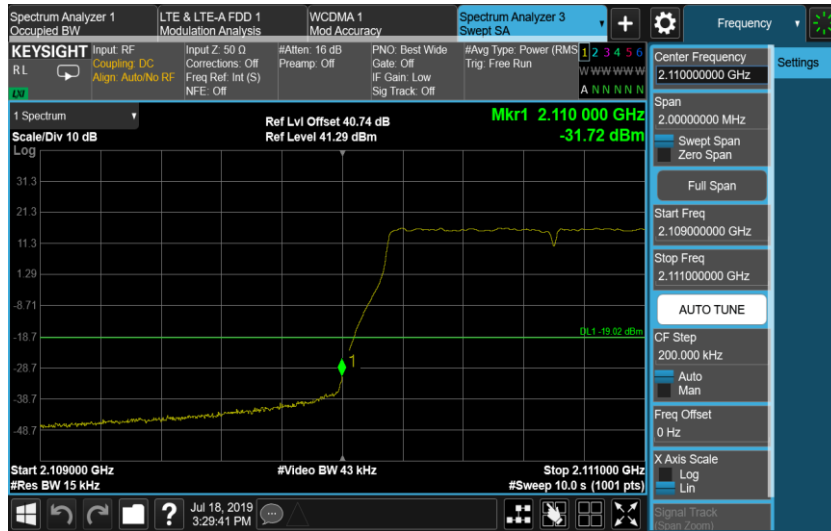 Spectrum Analyzer 1
Occupied BW
LTE & LTE-A FDD 1
Modulation Analysis
WCDMA 1
Mod Accuracy
Spectrum Analyzer 3
Swept SA
Frequency
KEYSIGHT
RL
LXI
Input: RF
Coupling: DC
Align: Auto/No RF
Input Z: 50 Ω
Corrections: Off
Freq Ref: Int (S)
NFE: Off
#Atten: 16 dB
Preamp: Off
PNO: Best Wide
Gate: Off
IF Gain: Low
Sig Track: Off
#Avg Type: Power (RMS
Trig: Free Run
1 2 3 4 5 6
W W W W W W
A N N N N N
1 Spectrum
Scale/Div 10 dB
Log
Ref Lvl Offset 40.74 dB
Ref Level 41.29 dBm
Mkr1 2.110 000 GHz
-31.72 dBm
31.3
21.3
11.3
1.29
-8.71
-18.7
-28.7
-38.7
-48.7
DL1 -19.02 dBm
1
Start 2.109000 GHz
#Res BW 15 kHz
#Video BW 43 kHz
Stop 2.111000 GHz
#Sweep 10.0 s (1001 pts)
Jul 18, 2019
3:29:41 PM
Center Frequency
2.110000000 GHz
Span
2.00000000 MHz
Swept Span
Zero Span
Full Span
Start Freq
2.109000000 GHz
Stop Freq
2.111000000 GHz
AUTO TUNE
CF Step
200.000 kHz
Auto
Man
Freq Offset
0 Hz
X Axis Scale
Log
Lin
Signal Track
(Span Zoom)
Settings